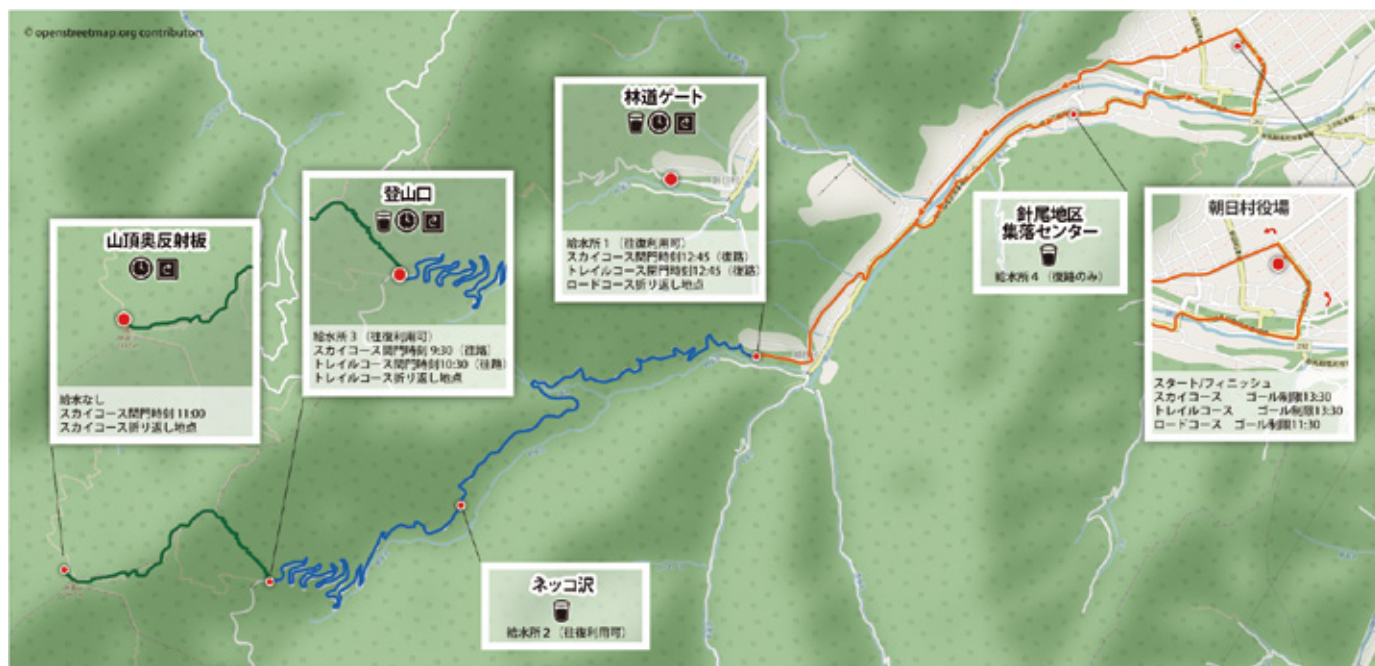 © openstreetmap.org contributors
山頂奥反射板
給水なし
スカイコース関門時刻 11:00
スカイコース折り返し地点
登山口
給水所3（往復利用可）
スカイコース関門時刻 9:30（往路）
トレイルコース関門時刻10:30（往路）
トレイルコース折り返し地点
林道ゲート
給水所1（往復利用可）
スカイコース関門時刻12:45（復路）
トレイルコース関門時刻12:45（復路）
ロードコース折り返し地点
ネッコ沢
給水所2（往復利用可）
針尾地区
集落センター
給水所4（復路のみ）
朝日村役場
スタート/フィニッシュ
スカイコース ゴール制限13:30
トレイルコース ゴール制限13:30
ロードコース ゴール制限11:30